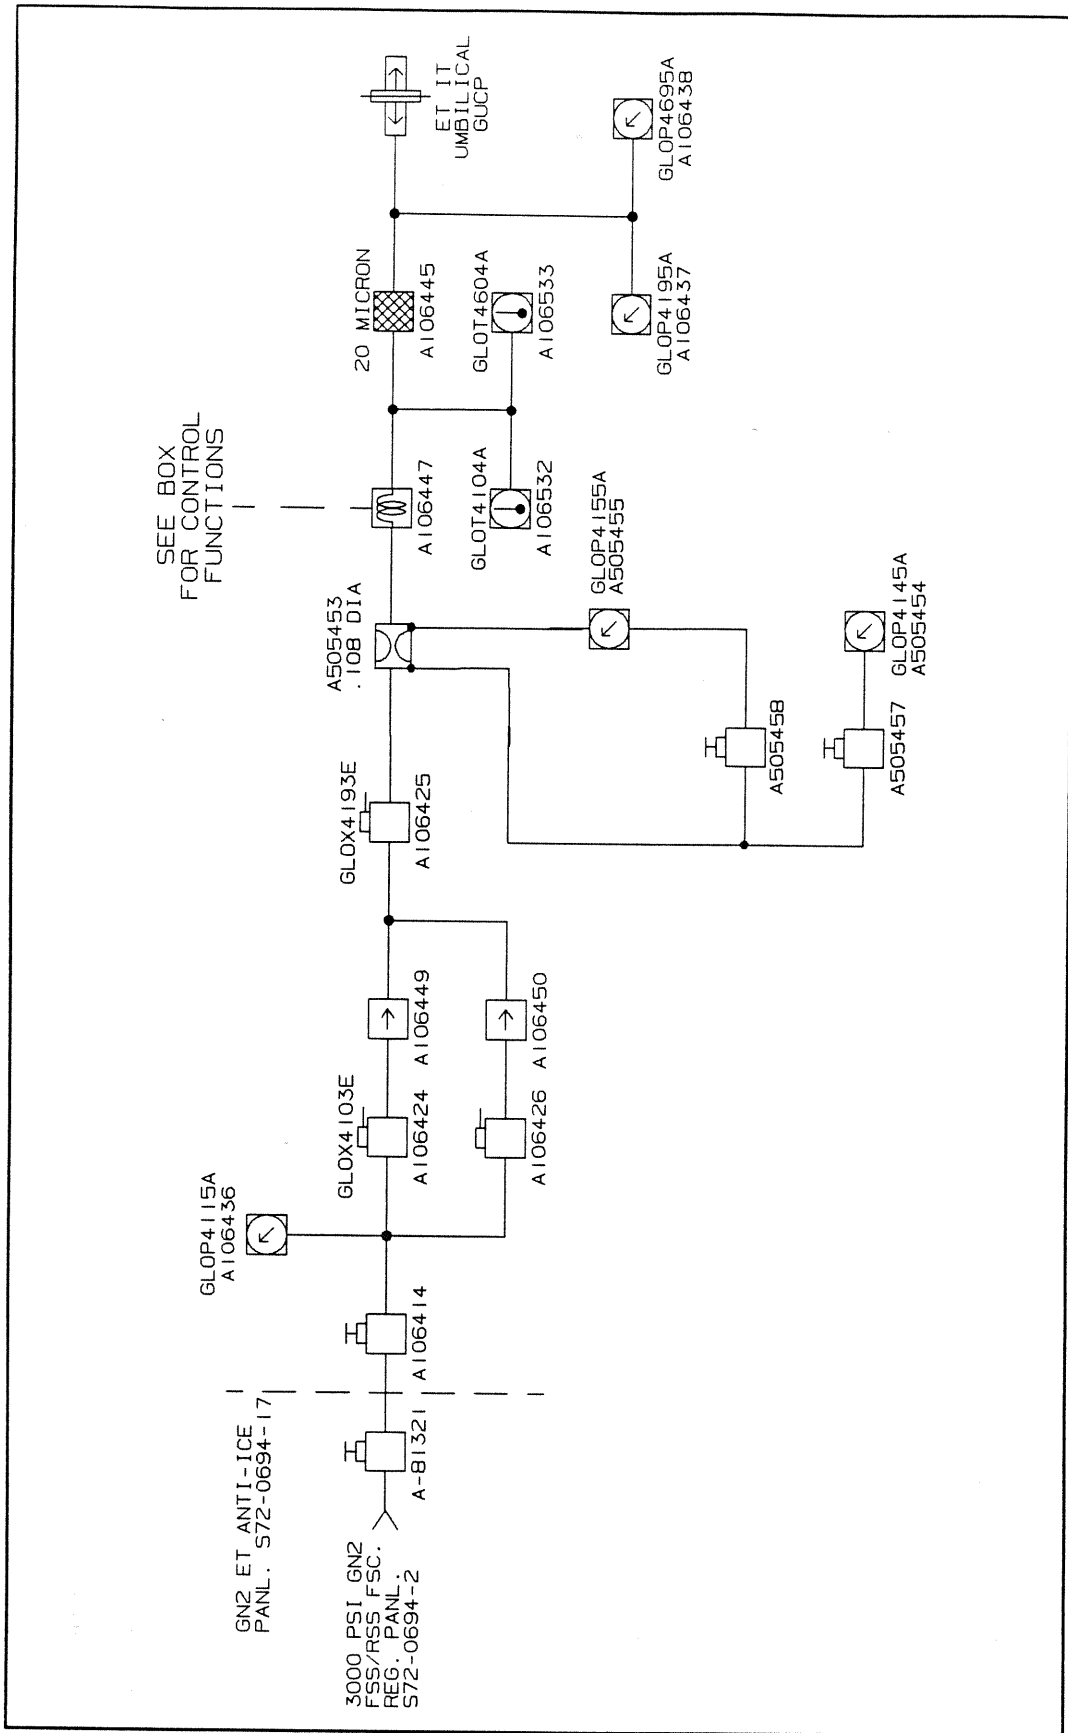 GN2 ET ANTI-ICE
PANL. S72-0694-17
3000 PSI GN2
FSS/RSS FSC.
REG. PANL.
S72-0694-2
A-81321
A106414
GLOP4115A
A106436
GLOX4103E
A106424
A106449
A106426
A106450
GLOX4193E
A106425
A505453
.108 DIA
SEE BOX
FOR CONTROL
FUNCTIONS
A106447
20 MICRON
A106445
GLOT4104A
A106532
GLOT4604A
A106533
ET IT
UMBILICAL
GUCP
GLOP4195A
A106437
GLOP4695A
A106438
GLOP4155A
A505455
A505458
A505457
GLOP4145A
A505454